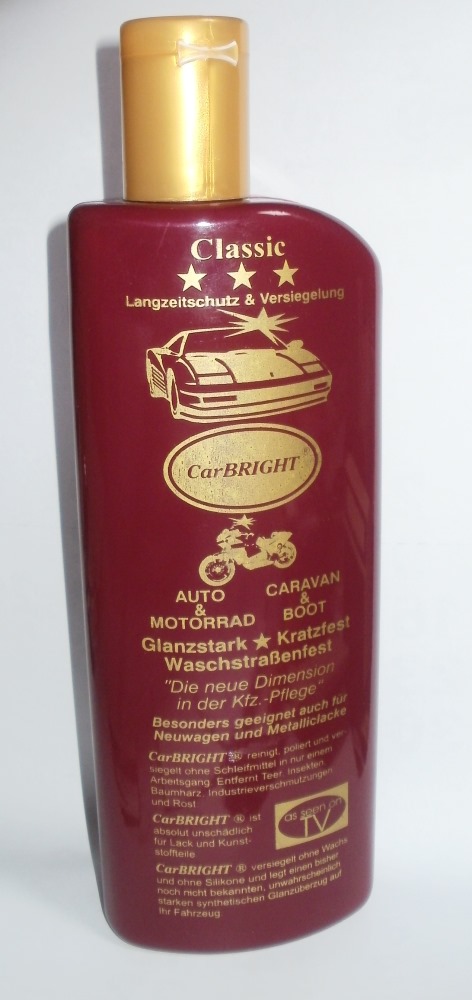 Classic
Langzeitschutz & Versiegelung
CarBRIGHT®
AUTO
&
MOTORRAD
CARAVAN
&
BOOT
Glanzstark ★ Kratzfest
Waschstraßenfest
"Die neue Dimension
in der Kfz.-Pflege"
Besonders geeignet auch für
Neuwagen und Metalliclacke
CarBRIGHT ® reinigt, poliert und ver-
siegelt ohne Schleifmittel in nur einem
Arbeitsgang. Entfernt Teer, Insekten,
Baumharz, Industrieverschmutzungen
und Rost.
CarBRIGHT ® ist
absolut unschädlich
für Lack und Kunst-
stoffteile.
as seen on
TV
CarBRIGHT ® versiegelt ohne Wachs
und ohne Silikone und legt einen bisher
noch nicht bekannten, unwahrscheinlich
starken synthetischen Glanzüberzug auf
Ihr Fahrzeug.